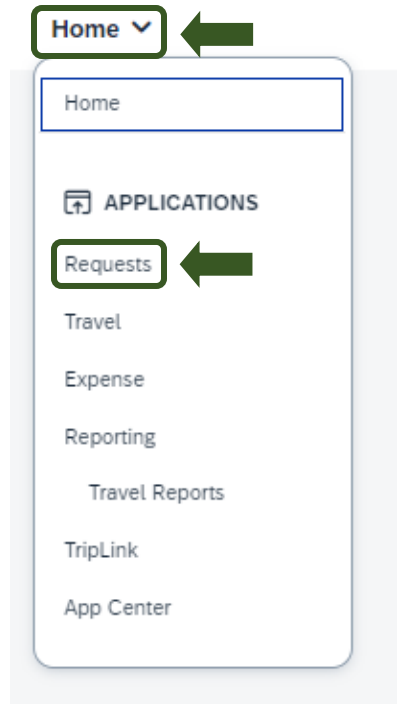 Home
Home
APPLICATIONS
Requests
Travel
Expense
Reporting
Travel Reports
TripLink
App Center